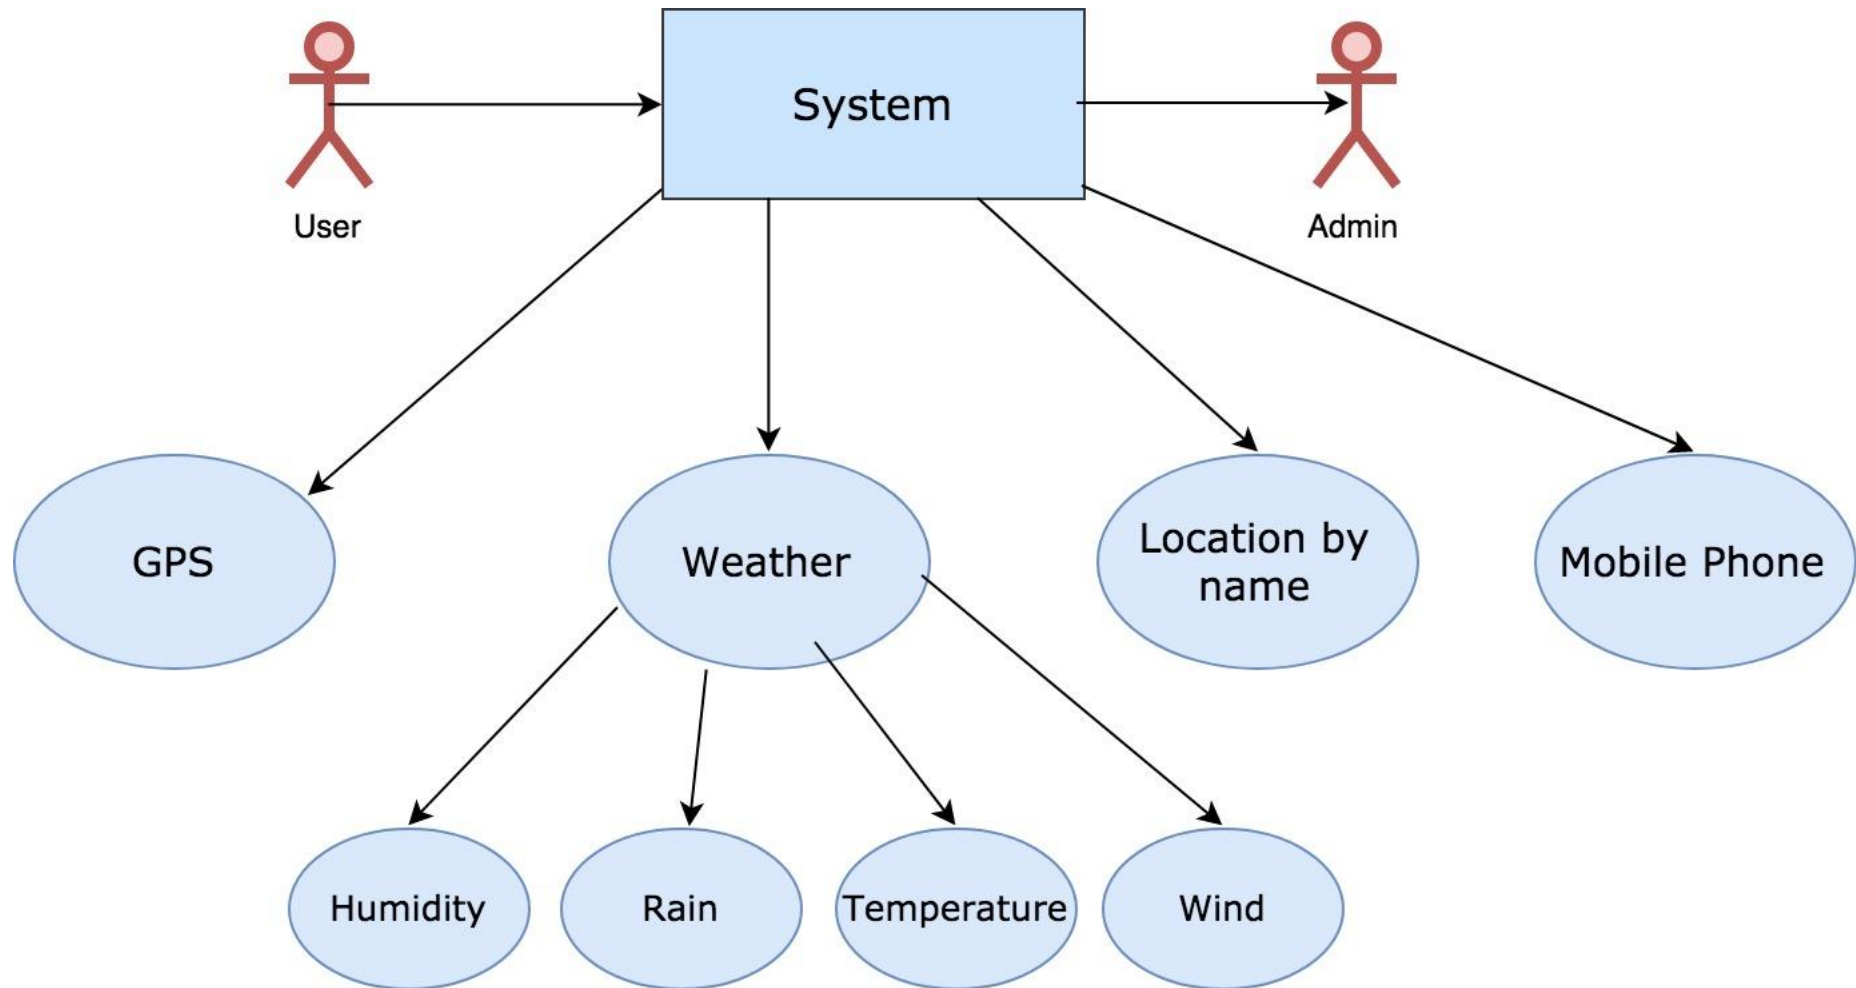 System
User
Admin
GPS
Weather
Location by
name
Mobile Phone
Humidity
Rain
Temperature
Wind